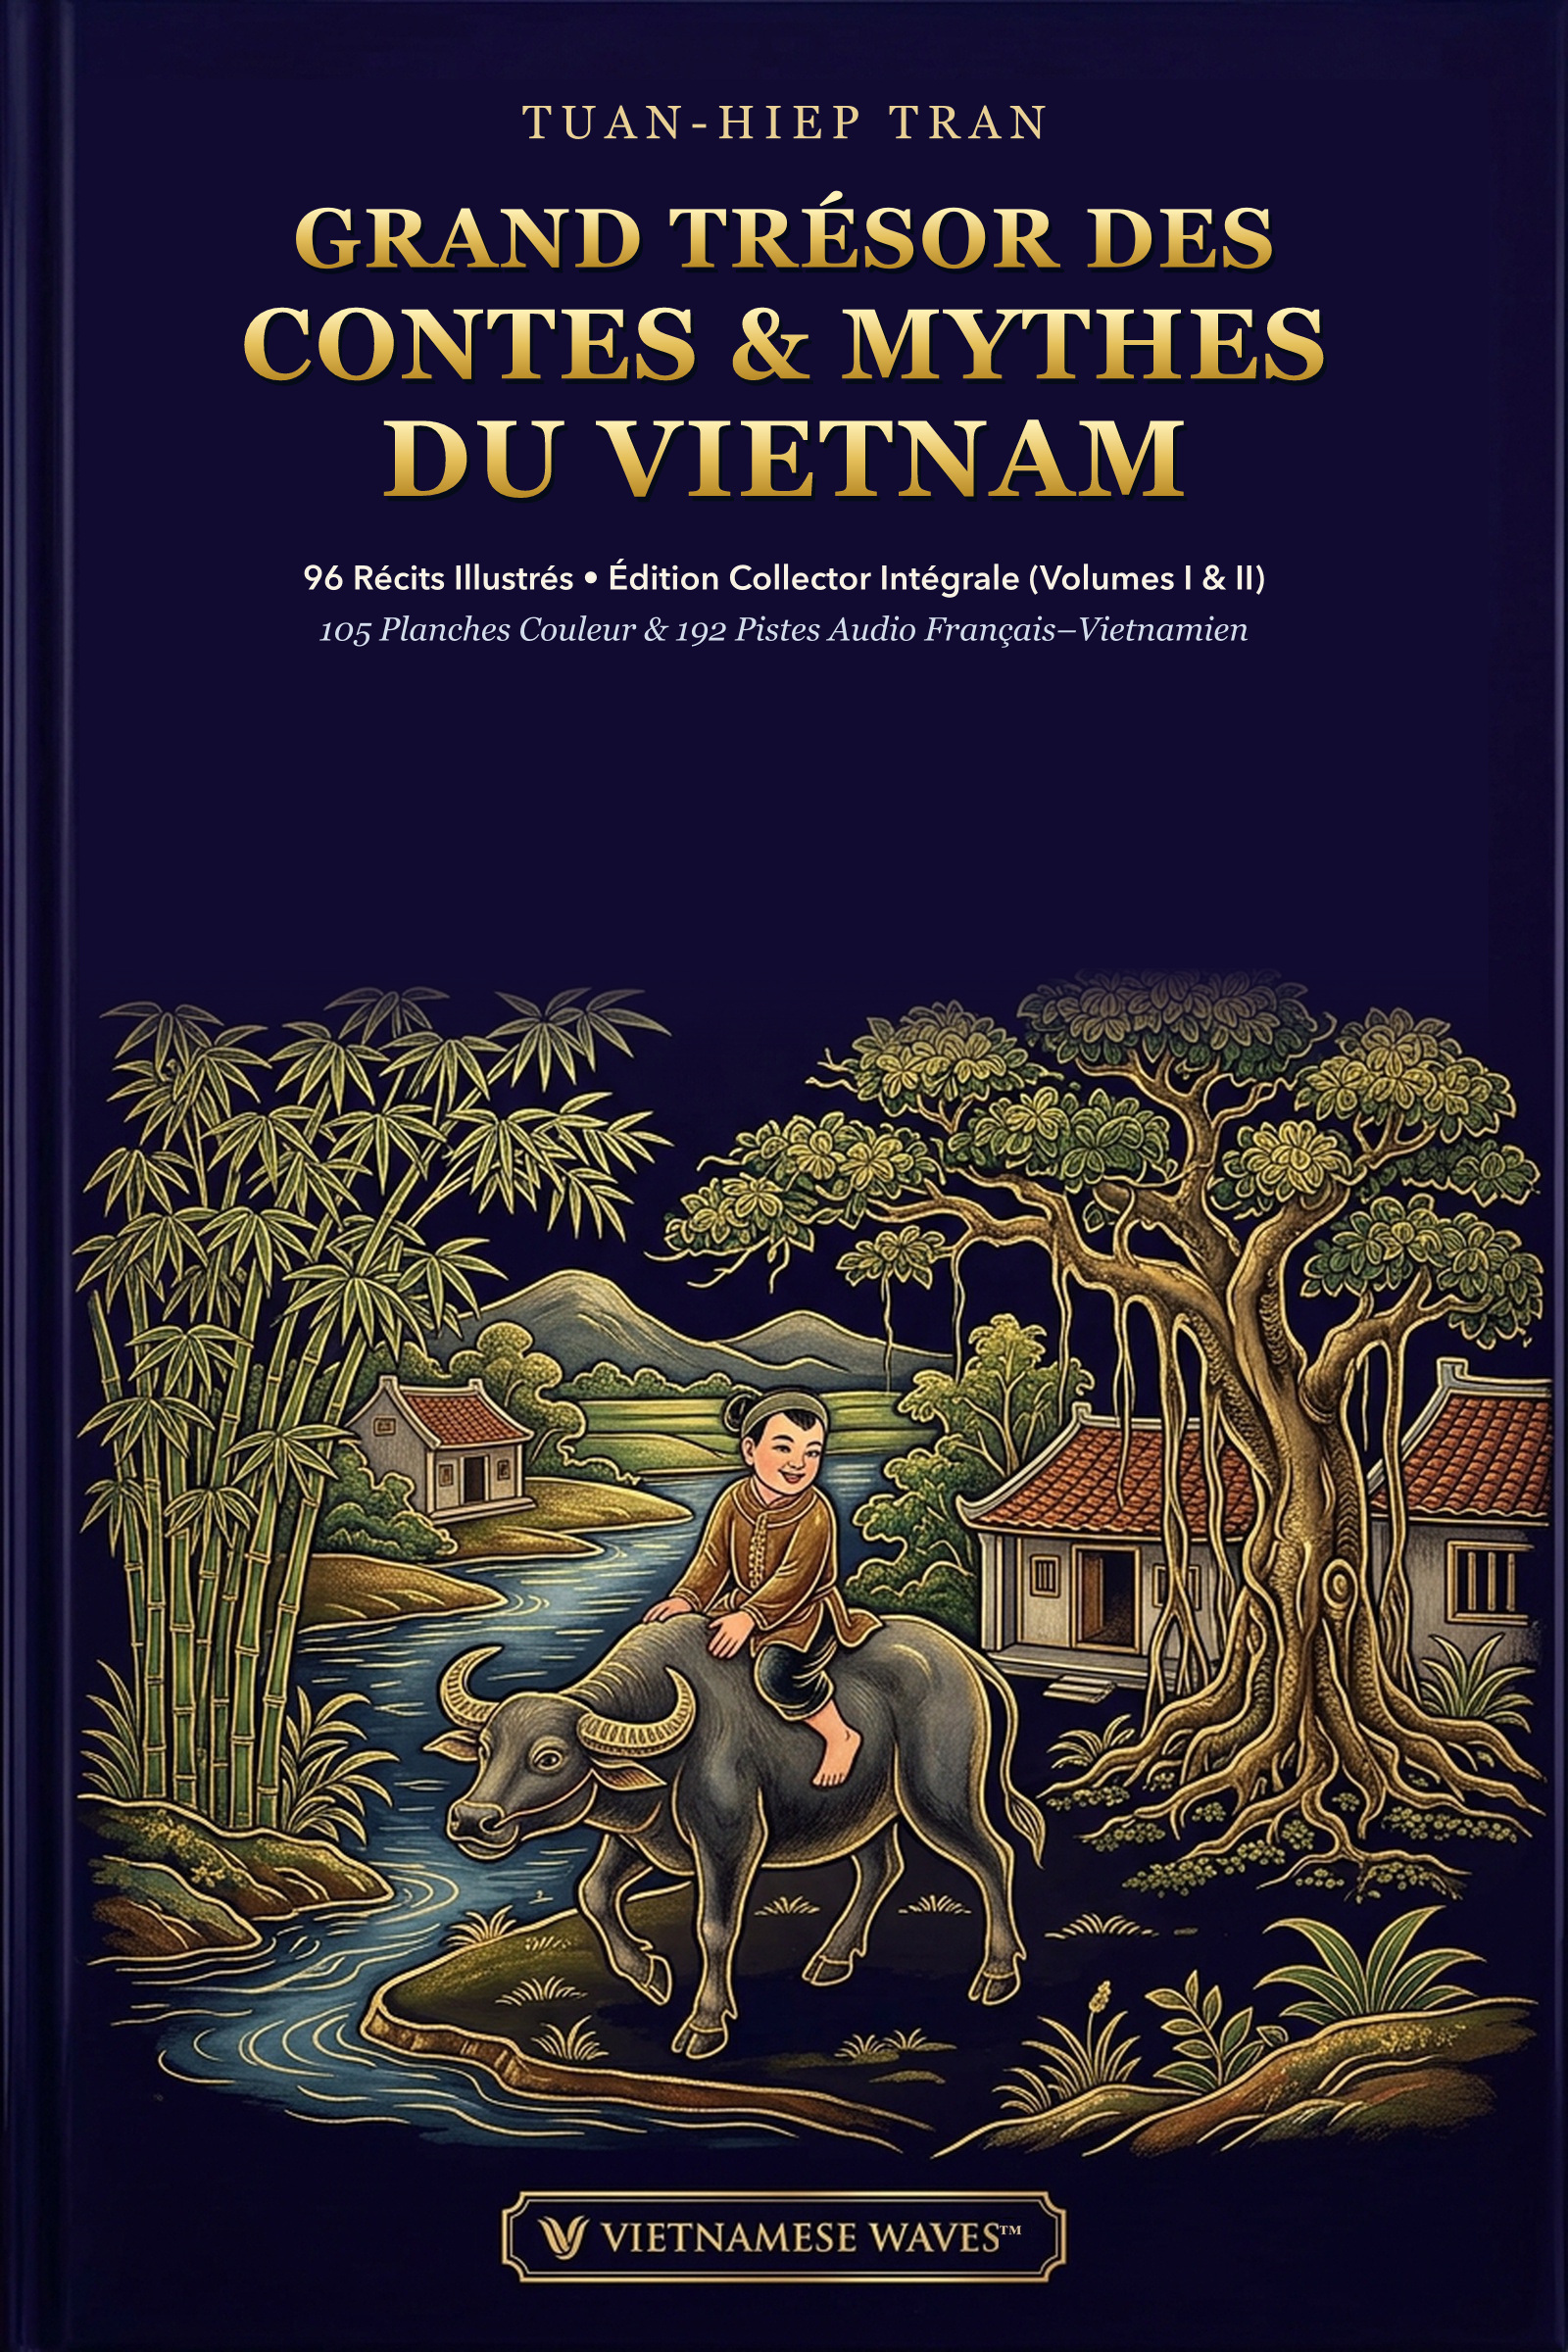 TUAN-HIEP TRAN
GRAND TRÉSOR DES
CONTES & MYTHES
DU VIETNAM
96 Récits Illustrés • Édition Collector Intégrale (Volumes I & II)
105 Planches Couleur & 192 Pistes Audio Français–Vietnamien
VIETNAMESE WAVES™